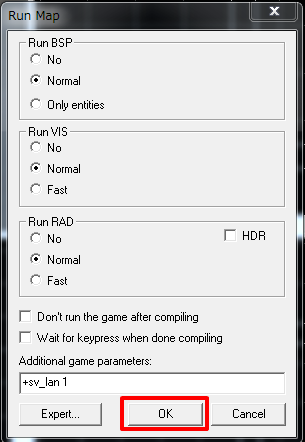 Run Map
X
Run BSP
No
Normal
Only entities
Run VIS
No
Normal
Fast
Run RAD
No
HDR
Normal
Fast
Don't run the game after compiling
Wait for keypress when done compiling
Additional game parameters:
+sv_lan 1
Expert...
OK
Cancel